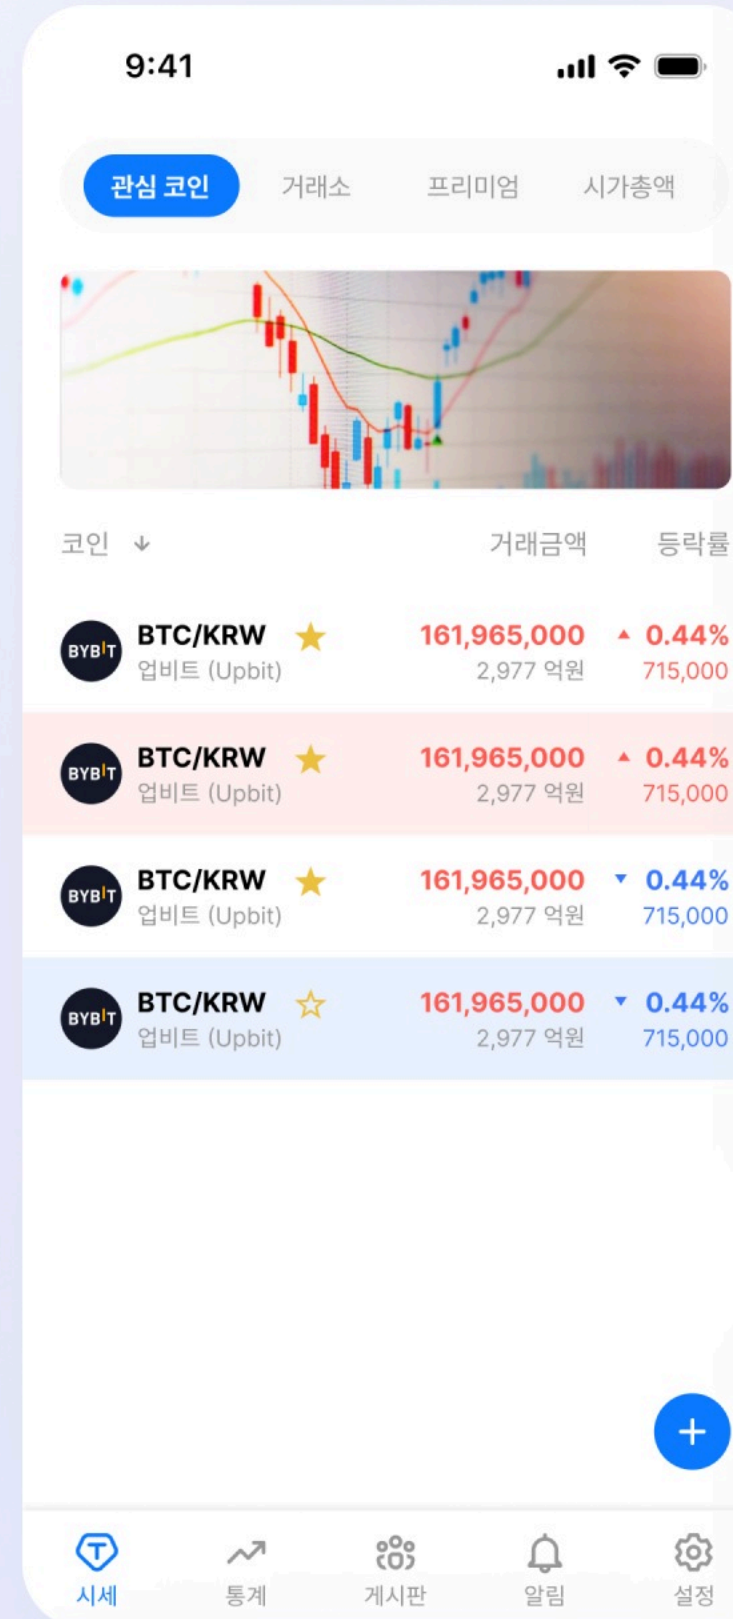 9:41
관심 코인 거래소 프리미엄 시가총액
코인 ↓ 거래금액 등락률
BYBIT BTC/KRW ★ 161,965,000 ▲ 0.44%
업비트 (Upbit) 2,977 억원 715,000
BYBIT BTC/KRW ★ 161,965,000 ▲ 0.44%
업비트 (Upbit) 2,977 억원 715,000
BYBIT BTC/KRW ★ 161,965,000 ▼ 0.44%
업비트 (Upbit) 2,977 억원 715,000
BYBIT BTC/KRW ☆ 161,965,000 ▼ 0.44%
업비트 (Upbit) 2,977 억원 715,000
+
시세 통계 게시판 알림 설정